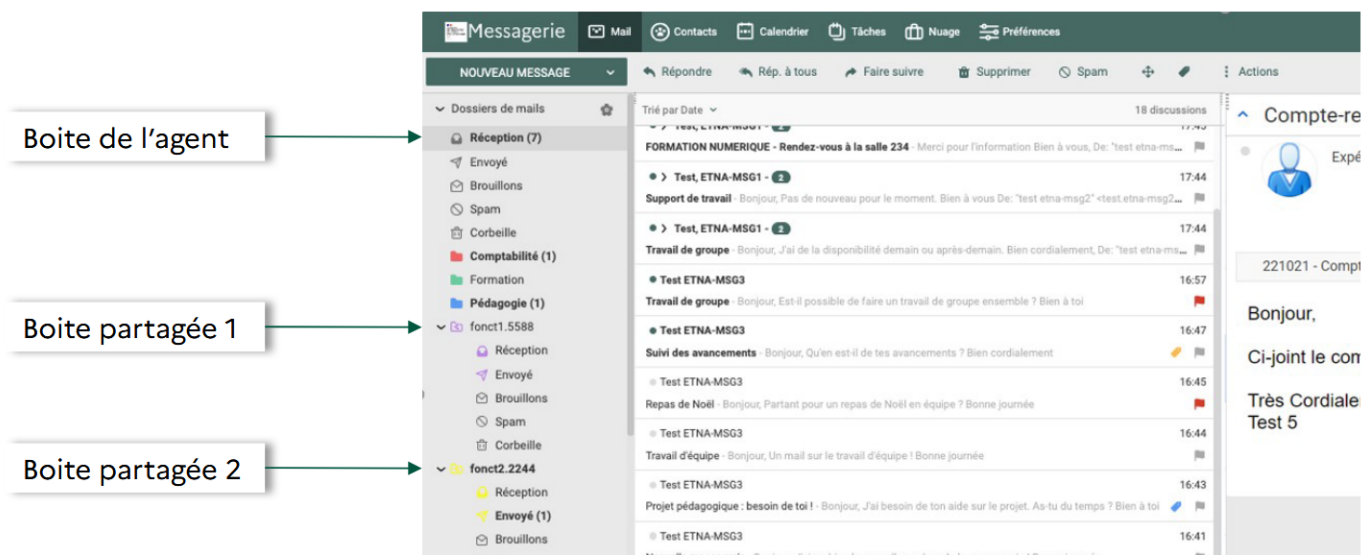 Messagerie Mail Contacts Calendrier Tâches Nuage Préférences
NOUVEAU MESSAGE Répondre Rép. à tous Faire suivre Supprimer Spam Actions
Boite de l'agent
Boite partagée 1
Boite partagée 2
Dossiers de mails
Réception (7)
Envoyé
Brouillons
Spam
Corbeille
Comptabilité (1)
Formation
Pédagogie (1)
fonct1.5588
Réception
Envoyé
Brouillons
Spam
Corbeille
fonct2.2244
Réception
Envoyé (1)
Brouillons
Trié par Date 18 discussions
Test, ETNA-MSG1 - 2 17:45
FORMATION NUMERIQUE - Rendez-vous à la salle 234 - Merci pour l'information Bien à vous, De: "test etna-ms...
Test, ETNA-MSG1 - 2 17:44
Support de travail - Bonjour, Pas de nouveau pour le moment. Bien à vous De: "test etna-msg2" <test.etna-msg2...
Test, ETNA-MSG1 - 2 17:44
Travail de groupe - Bonjour, J'ai de la disponibilité demain ou après-demain. Bien cordialement, De: "test etna-ms...
Test ETNA-MSG3 16:57
Travail de groupe - Bonjour, Est-il possible de faire un travail de groupe ensemble ? Bien à toi
Test ETNA-MSG3 16:47
Suivi des avancements - Bonjour, Qu'en est-il de tes avancements ? Bien cordialement
Test ETNA-MSG3 16:45
Repas de Noël - Bonjour, Partant pour un repas de Noël en équipe ? Bonne journée
Test ETNA-MSG3 16:44
Travail d'équipe - Bonjour, Un mail sur le travail d'équipe ! Bonne journée
Test ETNA-MSG3 16:43
Projet pédagogique : besoin de toi ! - Bonjour, J'ai besoin de ton aide sur le projet. As-tu du temps ? Bien à toi
Test ETNA-MSG3 16:41
Compte-re
Expé
221021 - Compt
Bonjour,
Ci-joint le com
Très Cordiale
Test 5